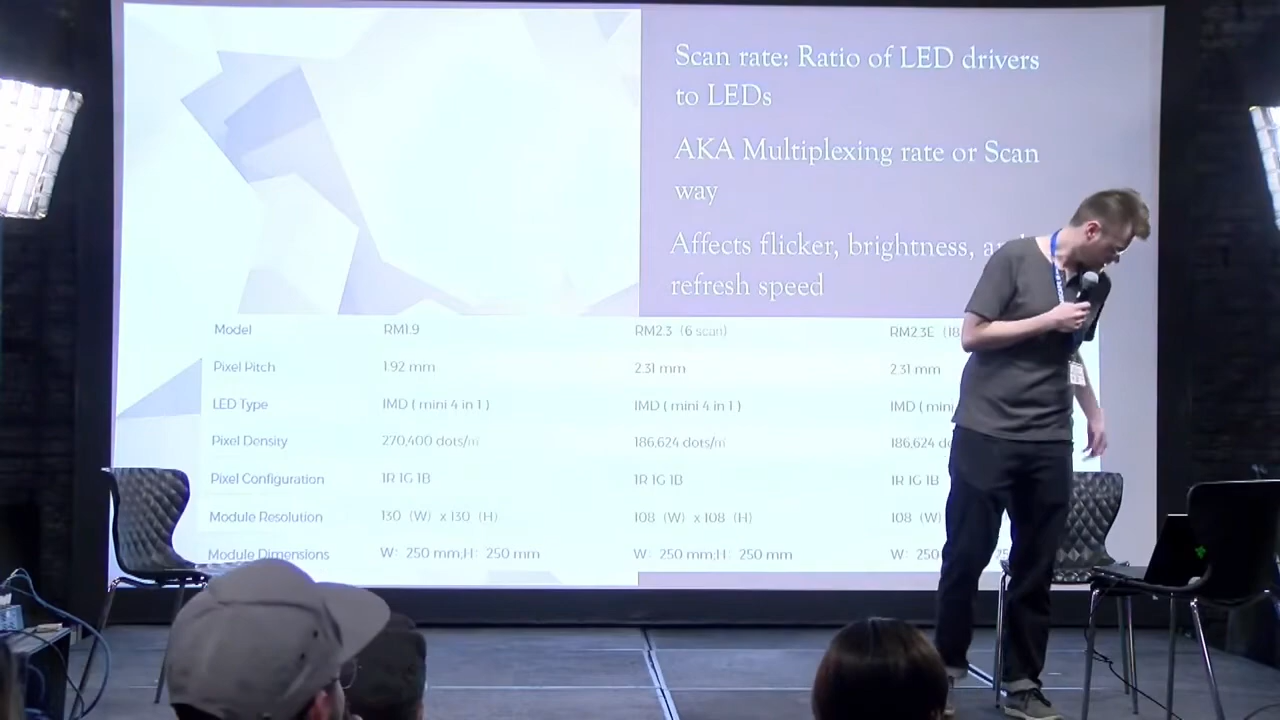 Scan rate: Ratio of LED drivers
to LEDs
AKA Multiplexing rate or Scan
way
Affects flicker, brightness,
refresh speed
Model RM1.9 RM2.3 (6 scan) RM2.3E (18
Pixel Pitch 1.92 mm 2.31 mm 2.31 mm
LED Type IMD ( mini 4 in 1 ) IMD ( mini 4 in 1 ) IMD ( mini
Pixel Density 270,400 dots/㎡ 186,624 dots/㎡ 186,624
Pixel Configuration 1R 1G 1B 1R 1G 1B 1R 1G 1B
Module Resolution 130 (W) x 130 (H) 108 (W) x 108 (H) 108 (W)
Module Dimensions W: 250 mm;H: 250 mm W: 250 mm;H: 250 mm W: 250